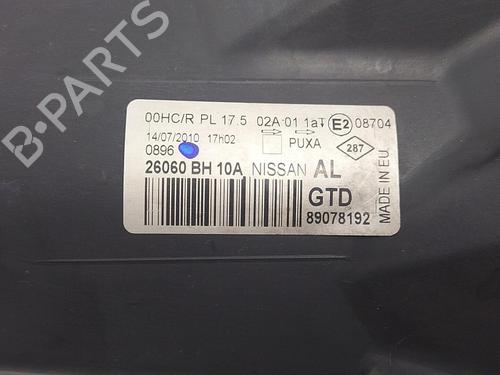 00HC/R PL 17.5 02A 01 1aT E2 08704
14/07/2010 17h02 PUXA 287
0896
26060 BH 10A NISSAN AL
GTD
89078192
MADE IN EU
B-PARTS